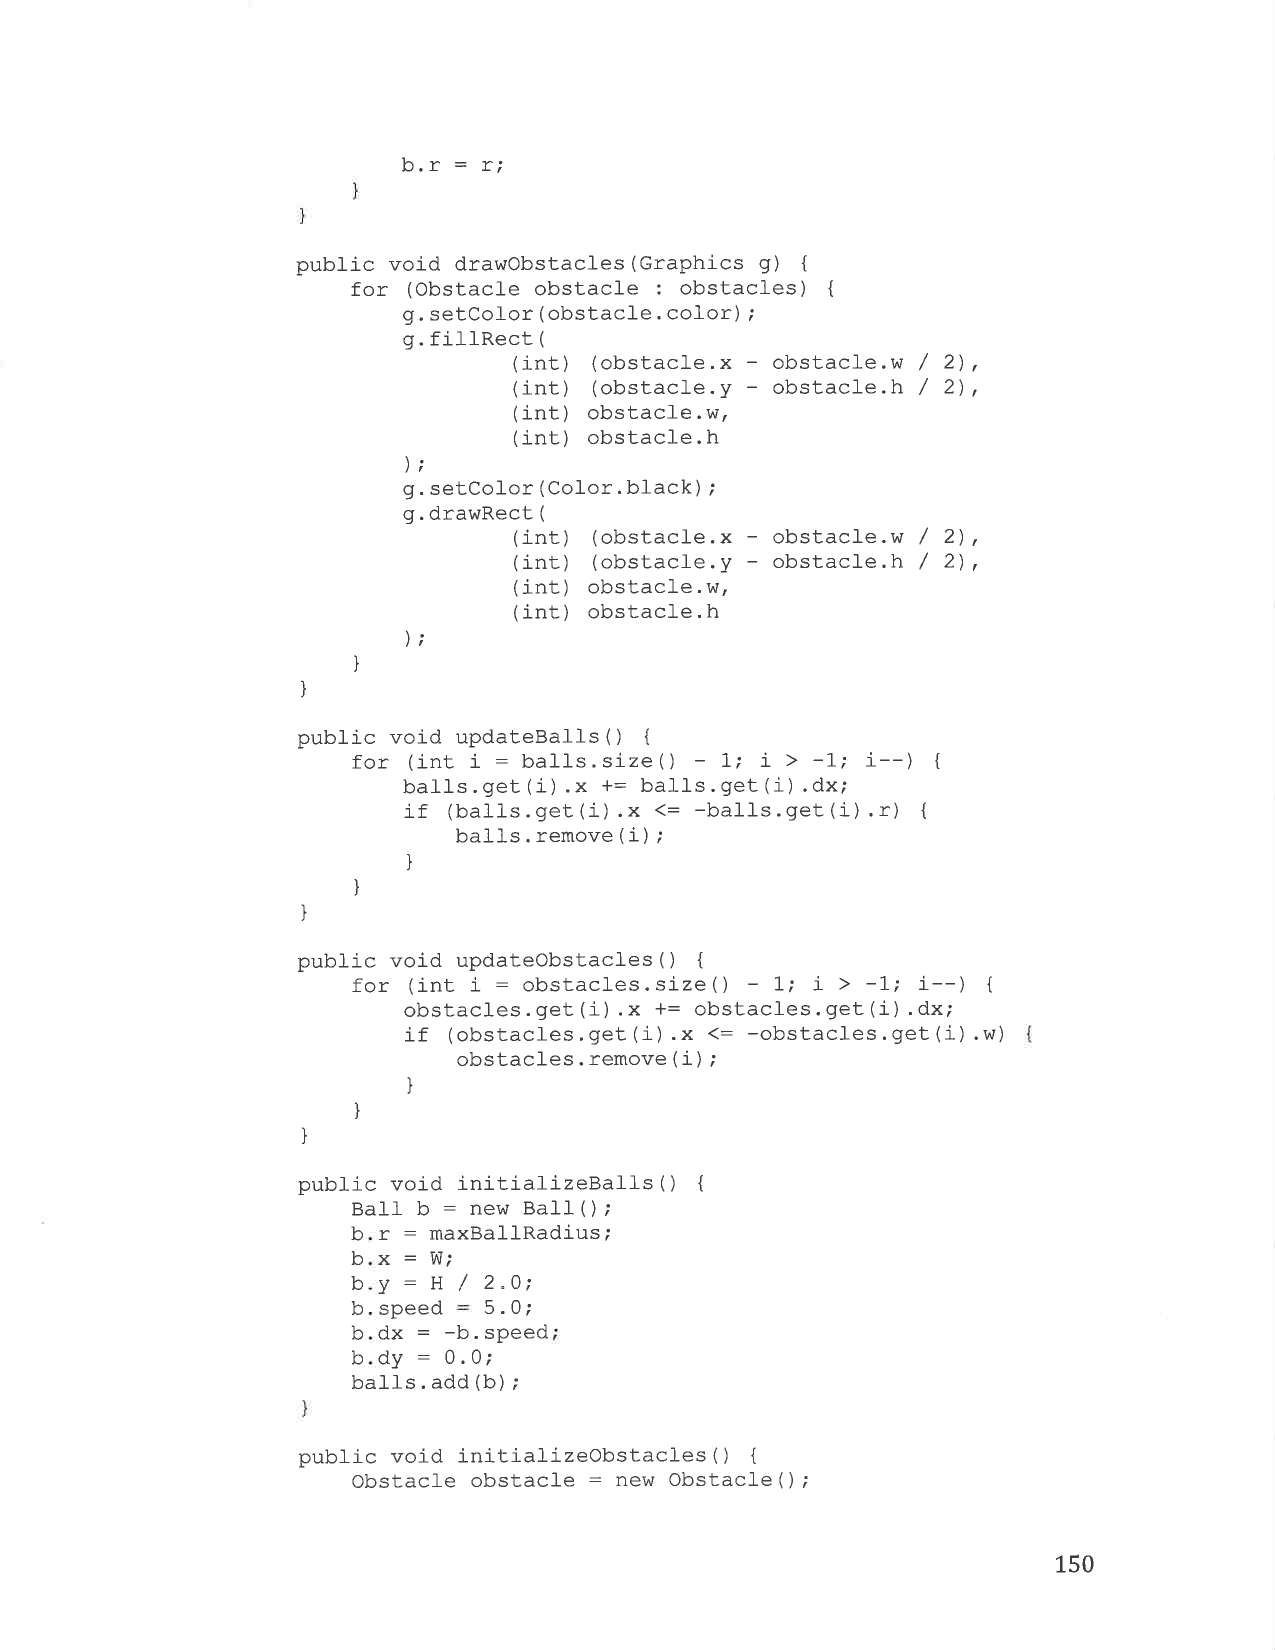 b.r = r;
}
}
public void drawObstacles(Graphics g) {
for (Obstacle obstacle : obstacles) {
g.setColor(obstacle.color);
g.fillRect(
(int) (obstacle.x - obstacle.w / 2),
(int) (obstacle.y - obstacle.h / 2),
(int) obstacle.w,
(int) obstacle.h
);
g.setColor(Color.black);
g.drawRect(
(int) (obstacle.x - obstacle.w / 2),
(int) (obstacle.y - obstacle.h / 2),
(int) obstacle.w,
(int) obstacle.h
);
}
}
public void updateBalls() {
for (int i = balls.size() - 1; i > -1; i--) {
balls.get(i).x += balls.get(i).dx;
if (balls.get(i).x <= -balls.get(i).r) {
balls.remove(i);
}
}
}
public void updateObstacles() {
for (int i = obstacles.size() - 1; i > -1; i--) {
obstacles.get(i).x += obstacles.get(i).dx;
if (obstacles.get(i).x <= -obstacles.get(i).w) {
obstacles.remove(i);
}
}
}
public void initializeBalls() {
Ball b = new Ball();
b.r = maxBallRadius;
b.x = W;
b.y = H / 2.0;
b.speed = 5.0;
b.dx = -b.speed;
b.dy = 0.0;
balls.add(b);
}
public void initializeObstacles() {
Obstacle obstacle = new Obstacle();
150